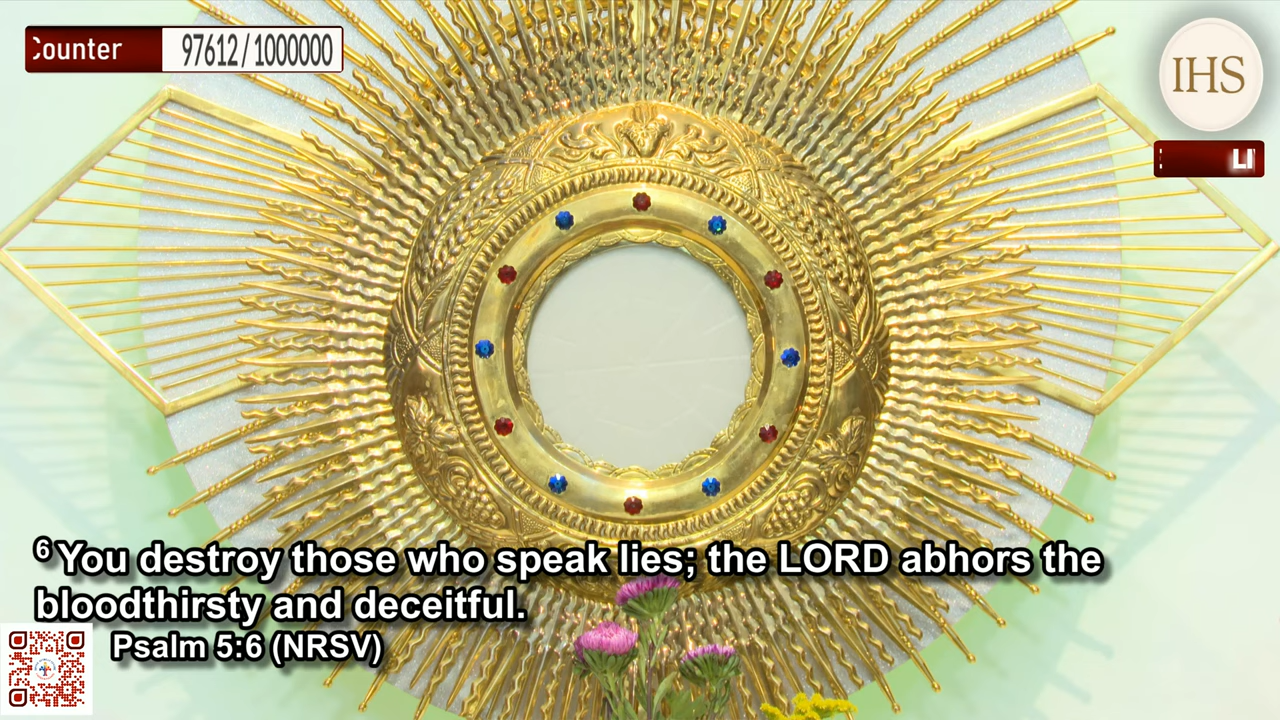 Counter 97612/1000000
IHS
LI
6 You destroy those who speak lies; the LORD abhors the
bloodthirsty and deceitful.
Psalm 5:6 (NRSV)